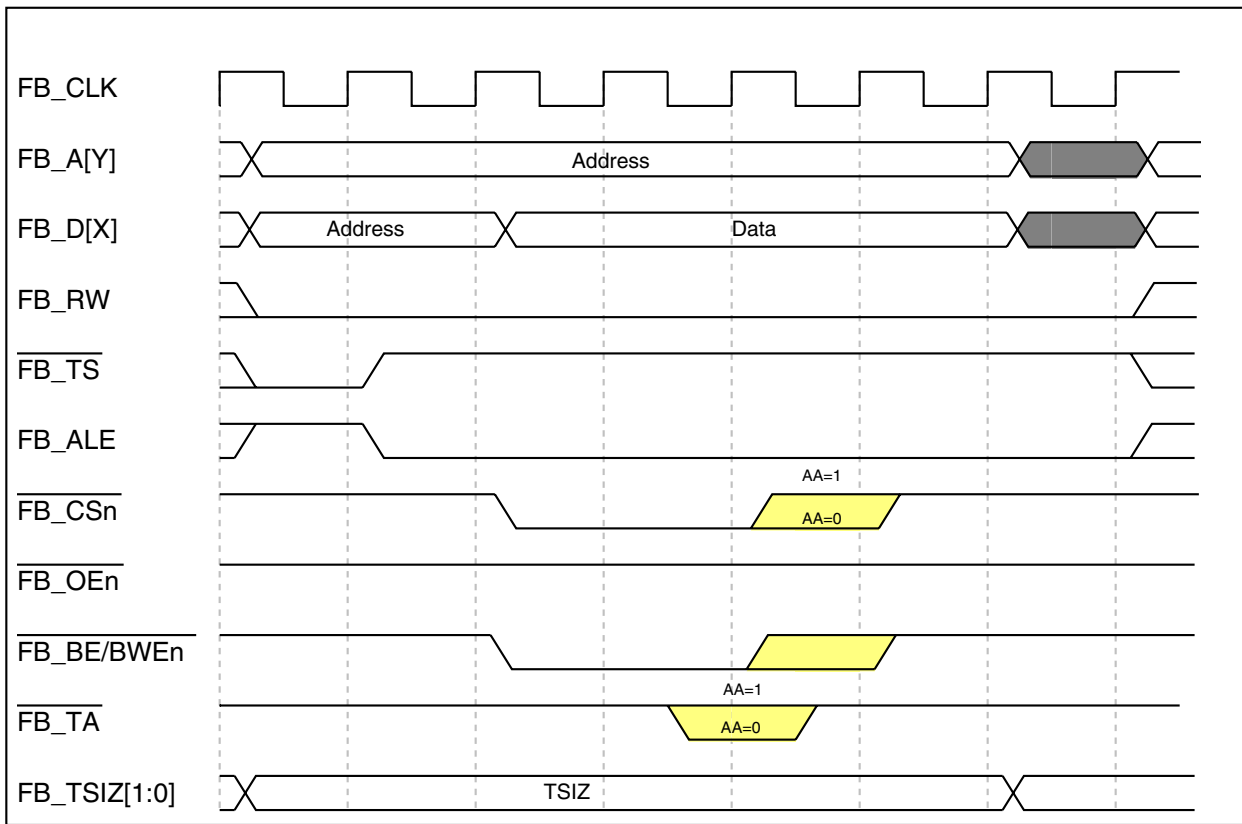 FB_CLK
FB_A[Y]
Address
FB_D[X]
Address
Data
FB_RW
FB_TS
FB_ALE
AA=1
FB_CSn
AA=0
FB_OEn
FB_BE/BWEn
AA=1
FB_TA
AA=0
FB_TSIZ[1:0]
TSIZ